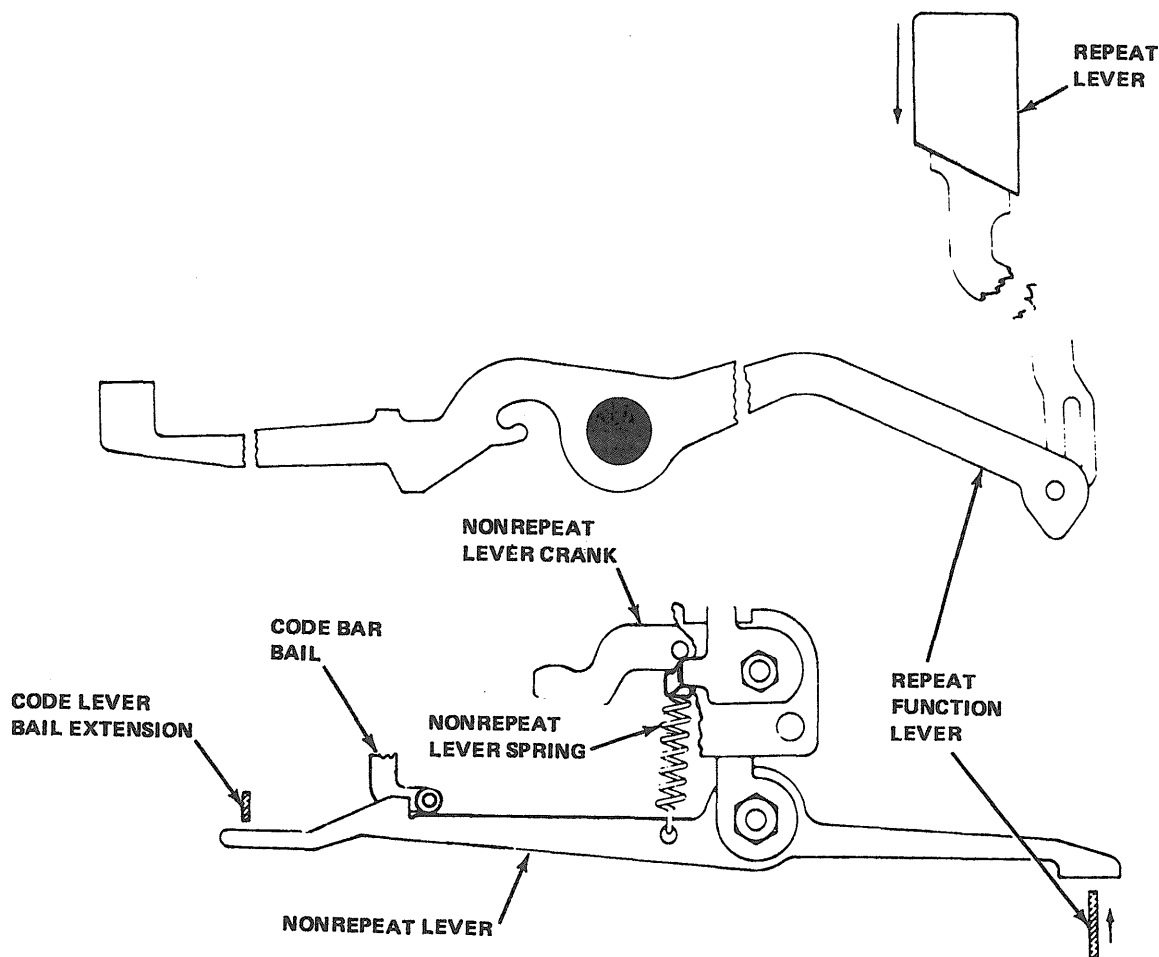 REPEAT
LEVER
NONREPEAT
LEVER CRANK
CODE BAR
BAIL
CODE LEVER
BAIL EXTENSION
NONREPEAT
LEVER SPRING
REPEAT
FUNCTION
LEVER
NONREPEAT LEVER